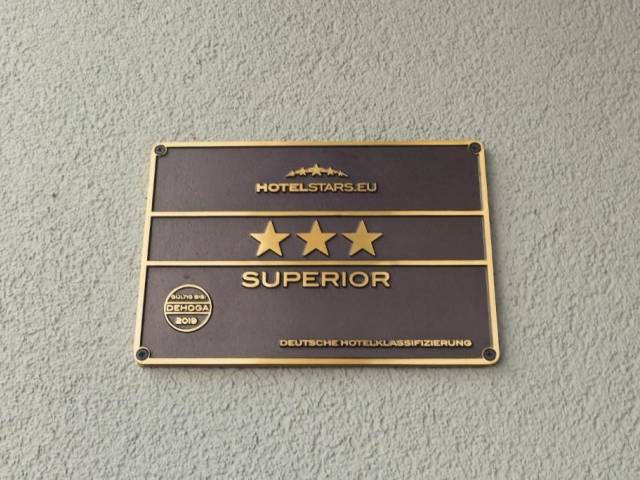 HOTELSTARS.EU
SUPERIOR
GÜLTIG BIS:
DEHOGA
2019
DEUTSCHE HOTELKLASSIFIZIERUNG